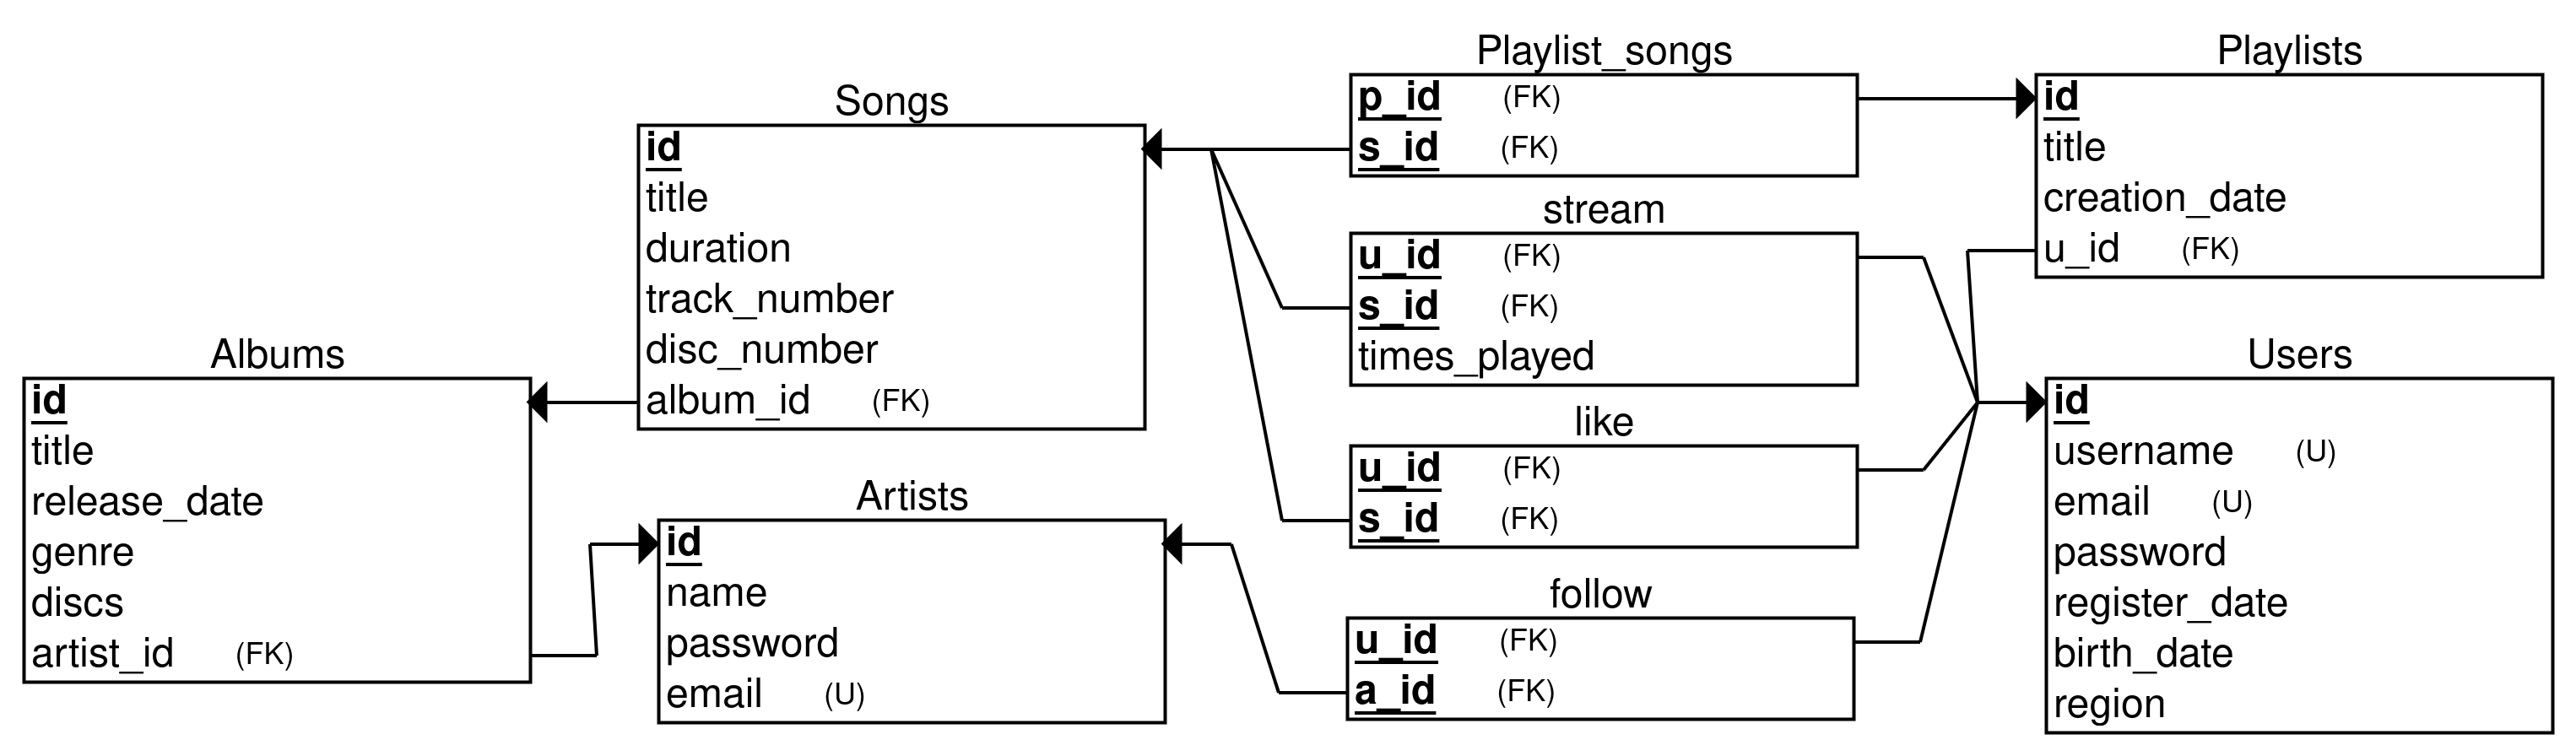 Playlist_songs
p_id (FK)
s_id (FK)
Playlists
id
title
creation_date
u_id (FK)
Songs
id
title
duration
track_number
disc_number
album_id (FK)
stream
u_id (FK)
s_id (FK)
times_played
Albums
id
title
release_date
genre
discs
artist_id (FK)
Users
id
username (U)
email (U)
password
register_date
birth_date
region
like
u_id (FK)
s_id (FK)
Artists
id
name
password
email (U)
follow
u_id (FK)
a_id (FK)